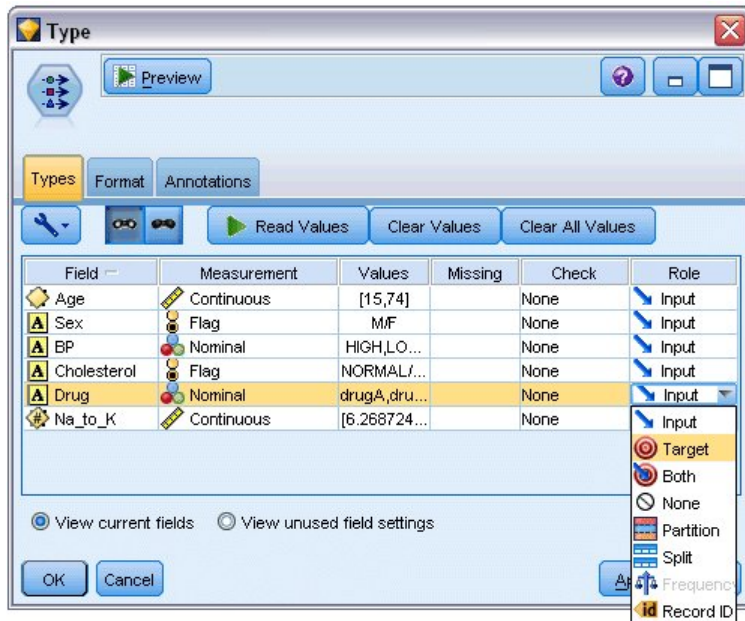 Type
Preview
Types Format Annotations
Read Values Clear Values Clear All Values
Field Measurement Values Missing Check Role
Age Continuous [15,74] None Input
A Sex Flag M/F None Input
A BP Nominal HIGH,LO... None Input
A Cholesterol Flag NORMAL/... None Input
A Drug Nominal drugA,dru... None Input
# Na_to_K Continuous [6.268724... None
Input
Target
Both
None
Partition
Split
Frequency
id Record ID
View current fields View unused field settings
OK Cancel